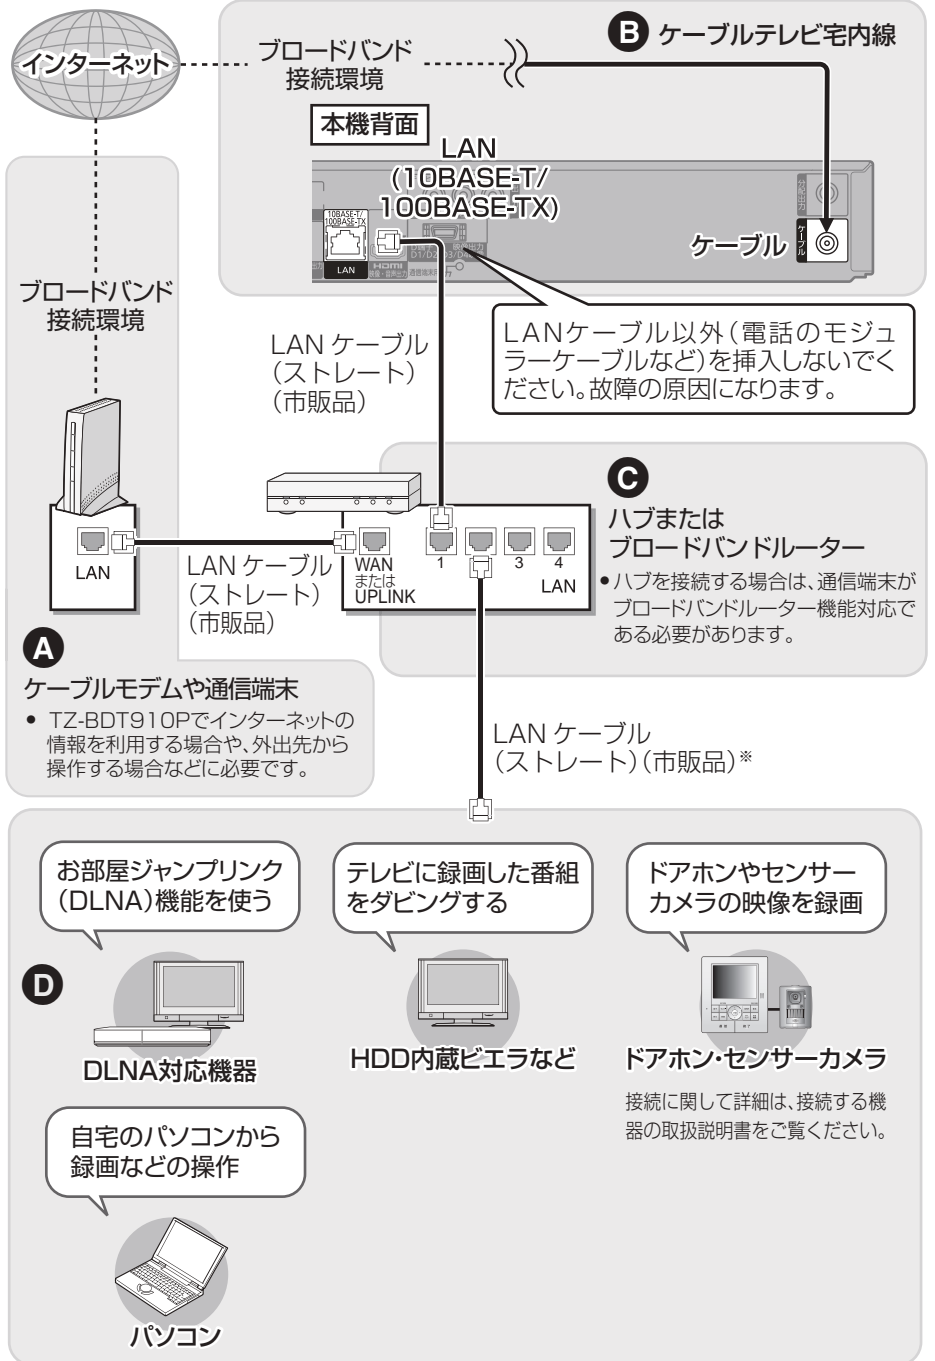 インターネット
ブロードバンド
接続環境
B ケーブルテレビ宅内線
本機背面
LAN
(10BASE-T/
100BASE-TX)
10BASE-T/
100BASE-TX
LAN
HDMI
映像・音声出力
分配出力
ケーブル
ケーブル
LANケーブル以外(電話のモジュ
ラーケーブルなど)を挿入しないでく
ださい。故障の原因になります。
ブロードバンド
接続環境
LAN ケーブル
(ストレート)
(市販品)
C
ハブまたは
ブロードバンドルーター
●ハブを接続する場合は、通信端末が
ブロードバンドルーター機能対応で
ある必要があります。
LAN
LAN ケーブル
(ストレート)
(市販品)
WAN
または
UPLINK
1
3
4
LAN
A
ケーブルモデムや通信端末
● TZ-BDT910Pでインターネットの
情報を利用する場合や、外出先から
操作する場合などに必要です。
LAN ケーブル
(ストレート)(市販品)※
D
お部屋ジャンプリンク
(DLNA)機能を使う
DLNA対応機器
テレビに録画した番組
をダビングする
HDD内蔵ビエラなど
ドアホンやセンサー
カメラの映像を録画
ドアホン・センサーカメラ
接続に関して詳細は、接続する機
器の取扱説明書をご覧ください。
自宅のパソコンから
録画などの操作
パソコン